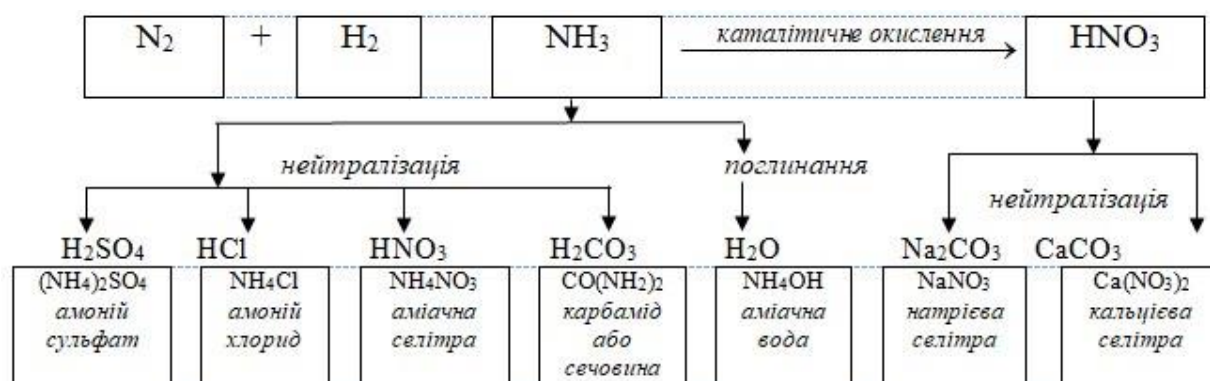 N₂ + H₂ NH₃ каталітичне окислення HNO₃
нейтралізація поглинання
нейтралізація
H₂SO₄ HCl HNO₃ H₂CO₃ H₂O Na₂CO₃ CaCO₃
(NH₄)₂SO₄
амоній
сульфат
NH₄Cl
амоній
хлорид
NH₄NO₃
аміачна
селітра
CO(NH₂)₂
карбамід
або
сечовина
NH₄OH
аміачна
вода
NaNO₃
натрієва
селітра
Ca(NO₃)₂
кальцієва
селітра